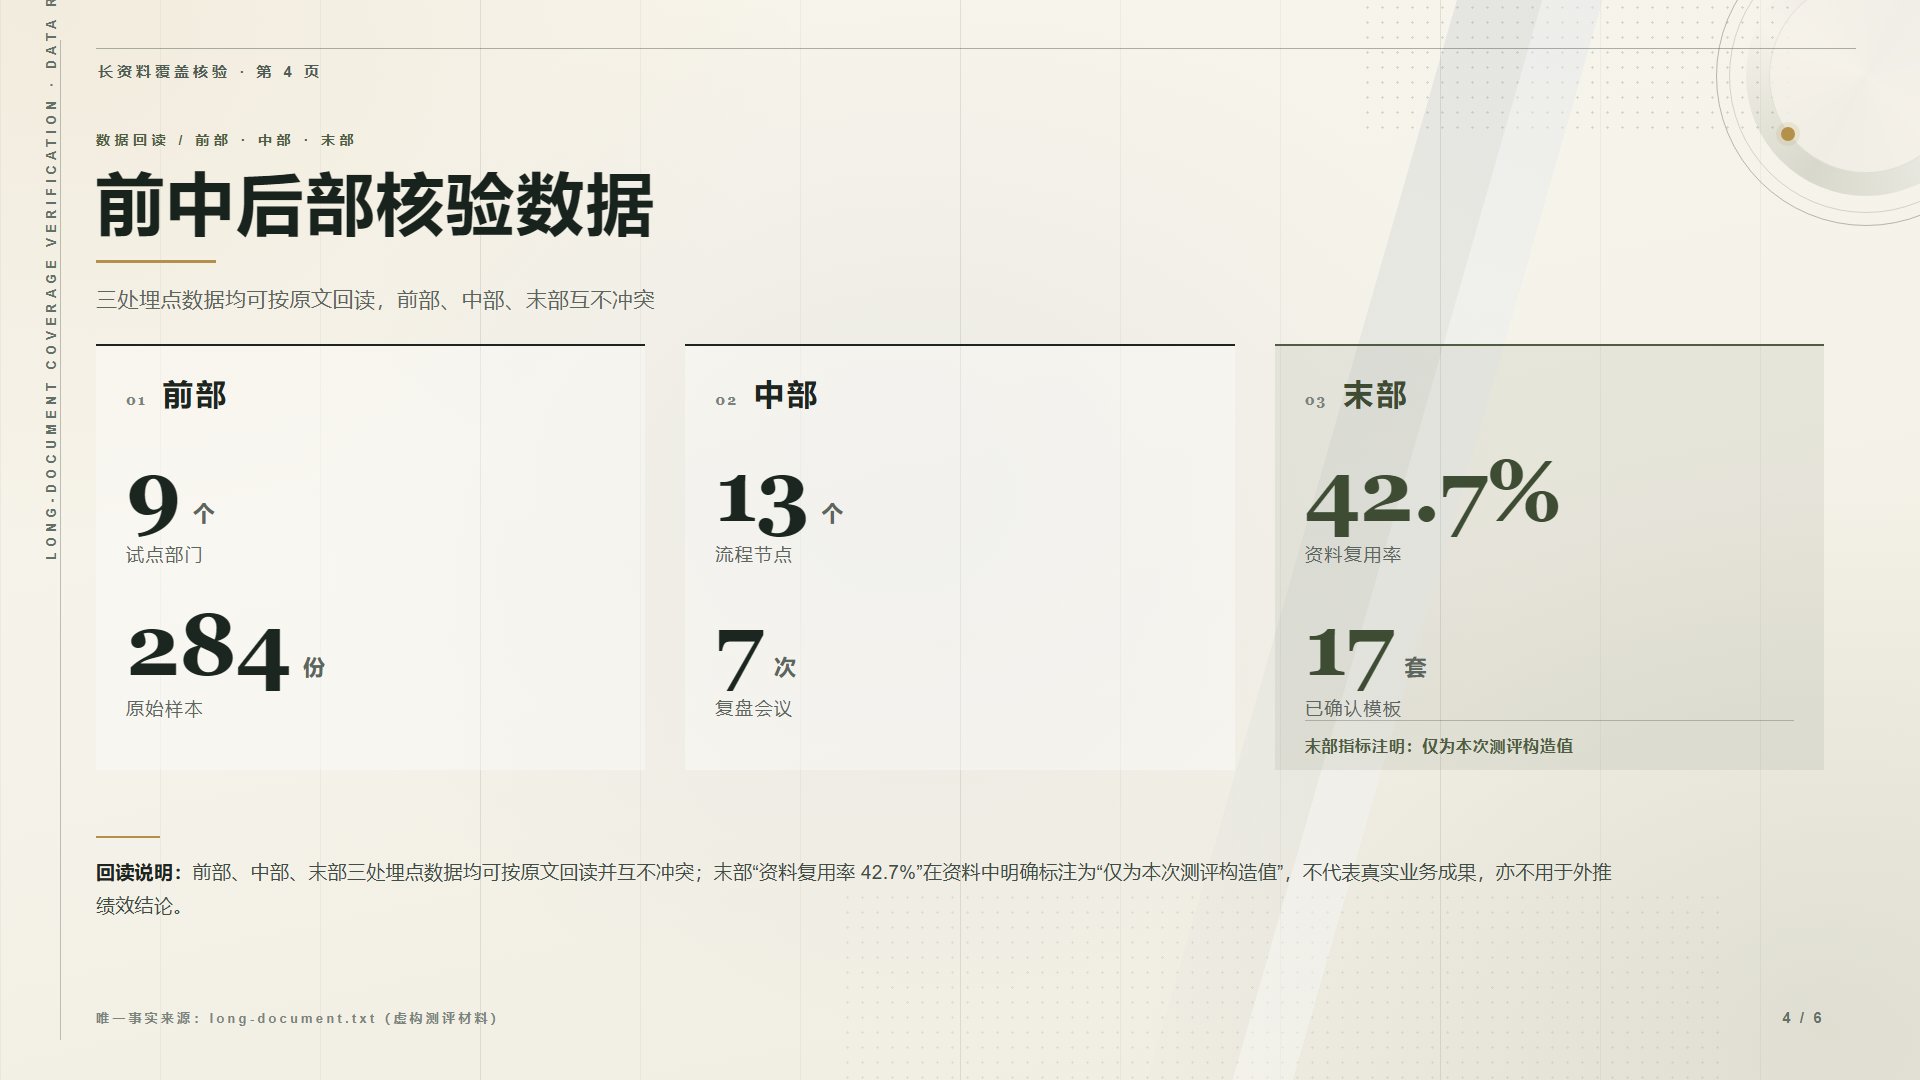 长资料覆盖核验 · 第 4 页
LONG-DOCUMENT COVERAGE VERIFICATION · DATA
数据回读 / 前部 · 中部 · 末部
前中后部核验数据
三处埋点数据均可按原文回读，前部、中部、末部互不冲突
01 前部
9 个
试点部门
284 份
原始样本
02 中部
13 个
流程节点
7 次
复盘会议
03 末部
42.7%
资料复用率
17 套
已确认模板
末部指标注明：仅为本次测评构造值
回读说明：前部、中部、末部三处埋点数据均可按原文回读并互不冲突；末部“资料复用率 42.7%”在资料中明确标注为“仅为本次测评构造值”，不代表真实业务成果，亦不用于外推
绩效结论。
唯一事实来源：long-document.txt（虚构测评材料）
4 / 6